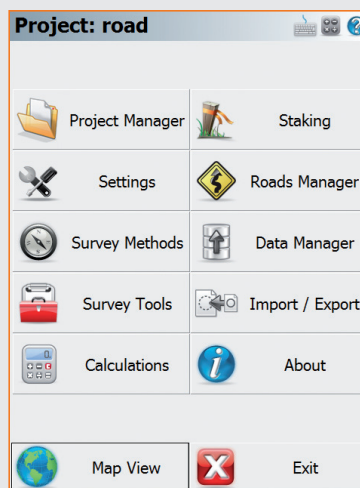 Project: road
Project Manager
Staking
Settings
Roads Manager
Survey Methods
Data Manager
Survey Tools
Import / Export
Calculations
About
Map View
Exit